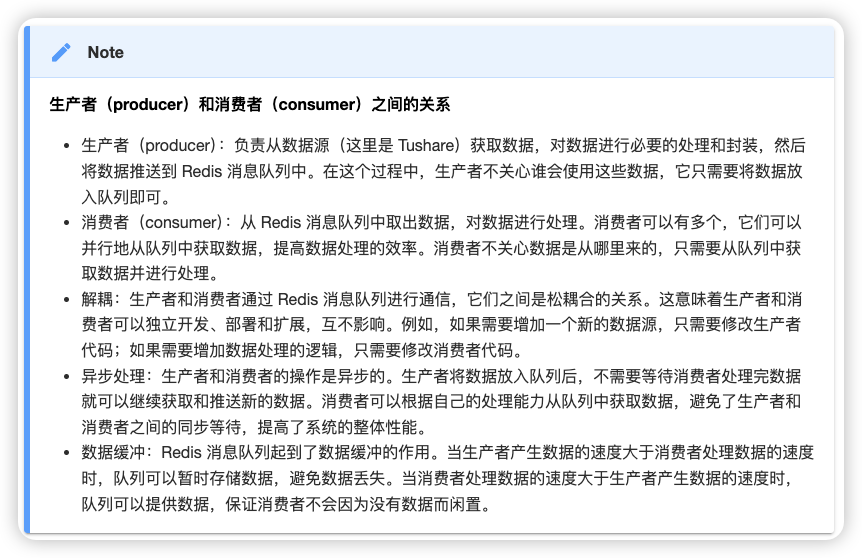 Note
生产者（producer）和消费者（consumer）之间的关系
• 生产者（producer）：负责从数据源（这里是 Tushare）获取数据，对数据进行必要的处理和封装，然后
将数据推送到 Redis 消息队列中。在这个过程中，生产者不关心谁会使用这些数据，它只需要将数据放
入队列即可。
• 消费者（consumer）：从 Redis 消息队列中取出数据，对数据进行处理。消费者可以有多个，它们可以
并行地从队列中获取数据，提高数据处理的效率。消费者不关心数据是从哪里来的，只需要从队列中获
取数据并进行处理。
• 解耦：生产者和消费者通过 Redis 消息队列进行通信，它们之间是松耦合的关系。这意味着生产者和消
费者可以独立开发、部署和扩展，互不影响。例如，如果需要增加一个新的数据源，只需要修改生产者
代码；如果需要增加数据处理的逻辑，只需要修改消费者代码。
• 异步处理：生产者和消费者的操作是异步的。生产者将数据放入队列后，不需要等待消费者处理完数据
就可以继续获取和推送新的数据。消费者可以根据自己的处理能力从队列中获取数据，避免了生产者和
消费者之间的同步等待，提高了系统的整体性能。
• 数据缓冲：Redis 消息队列起到了数据缓冲的作用。当生产者产生数据的速度大于消费者处理数据的速度
时，队列可以暂时存储数据，避免数据丢失。当消费者处理数据的速度大于生产者产生数据的速度时，
队列可以提供数据，保证消费者不会因为没有数据而闲置。